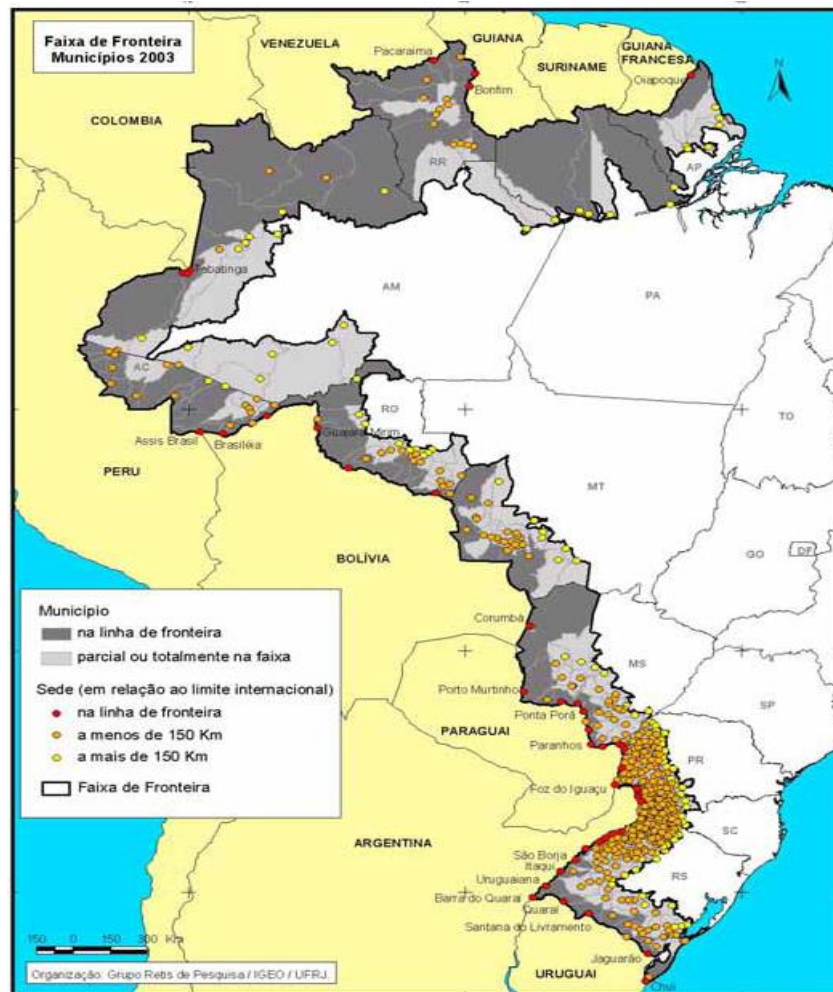 Faixa de Fronteira
Municípios 2003
VENEZUELA
GUIANA
SURINAME
GUIANA
FRANCESA
COLOMBIA
Pacaraima
Bonfim
Oiapoque
N
RR
AP
Tabatinga
AM
PA
AC
RO
TO
Assis Brasil
Brasiléia
Guajará-Mirim
PERU
MT
BOLÍVIA
GO
DF
Município
na linha de fronteira
parcial ou totalmente na faixa
Sede (em relação ao limite internacional)
na linha de fronteira
a menos de 150 Km
a mais de 150 Km
Faixa de Fronteira
Corumbá
MS
Porto Murtinho
SP
Ponta Porã
PARAGUAI
Paranhos
PR
Foz do Iguaçu
SC
ARGENTINA
São Borja
Itaqui
RS
Uruguaiana
Barra do Quaraí
Quaraí
Santana do Livramento
Jaguarão
URUGUAI
Chuí
150 0 150 300 Km
Organização: Grupo Retis de Pesquisa / IGEO / UFRJ.